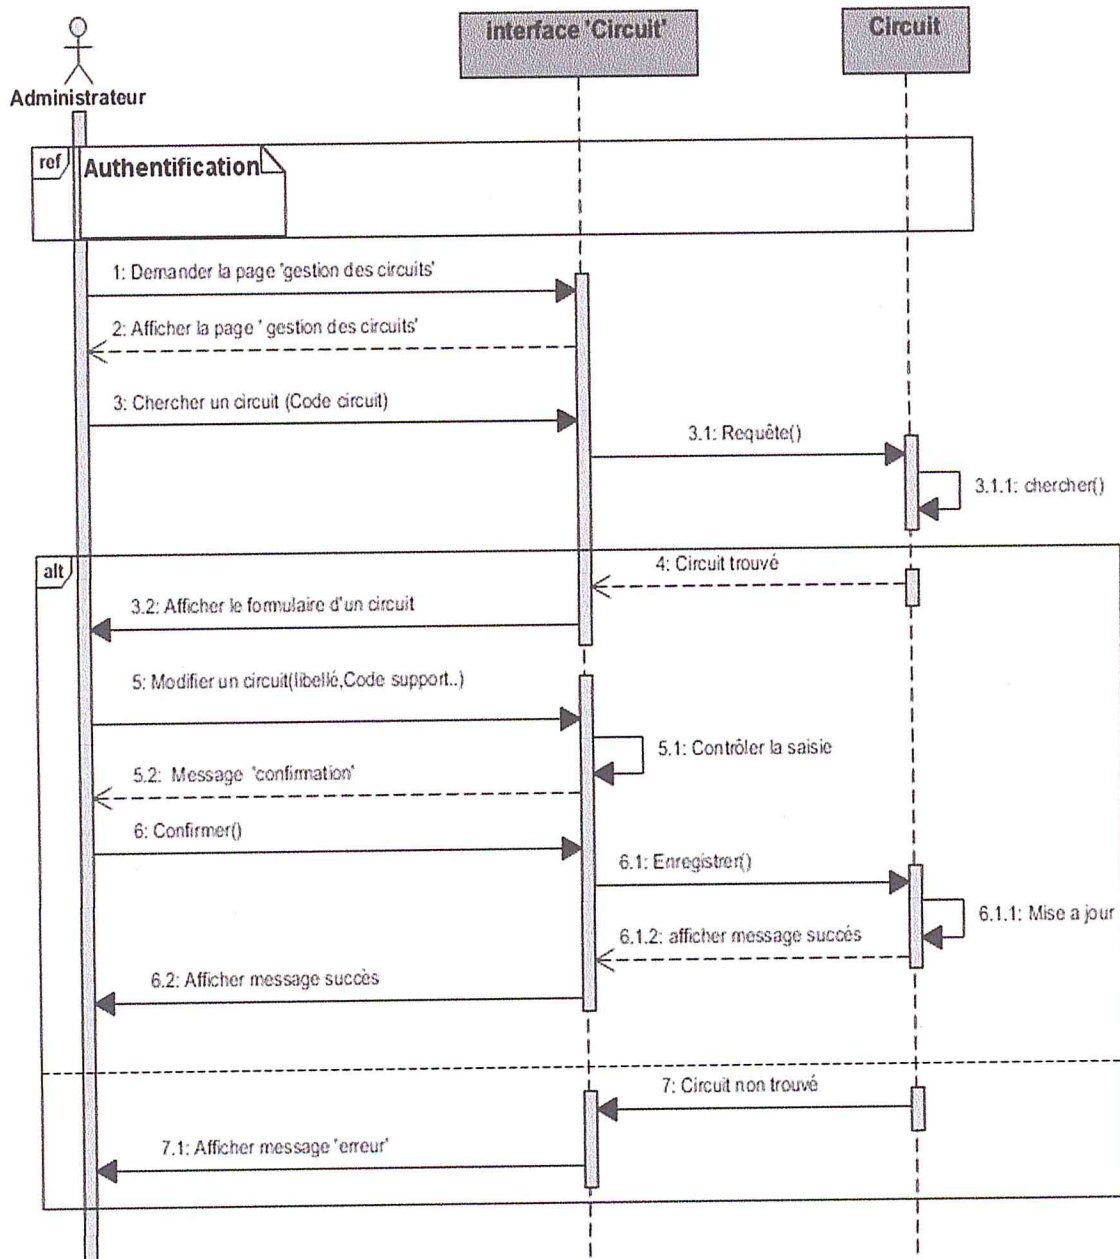 interface 'Circuit'
Circuit
Administrateur
ref
Authentification
1: Demander la page 'gestion des circuits'
2: Afficher la page ' gestion des circuits'
3: Chercher un circuit (Code circuit)
3.1: Requête()
3.1.1: chercher()
alt
4: Circuit trouvé
3.2: Afficher le formulaire d'un circuit
5: Modifier un circuit(libellé,Code support..)
5.1: Contrôler la saisie
5.2: Message 'confirmation'
6: Confirmer()
6.1: Enregistrer()
6.1.1: Mise a jour
6.1.2: afficher message succés
6.2: Afficher message succès
7: Circuit non trouvé
7.1: Afficher message 'erreur'